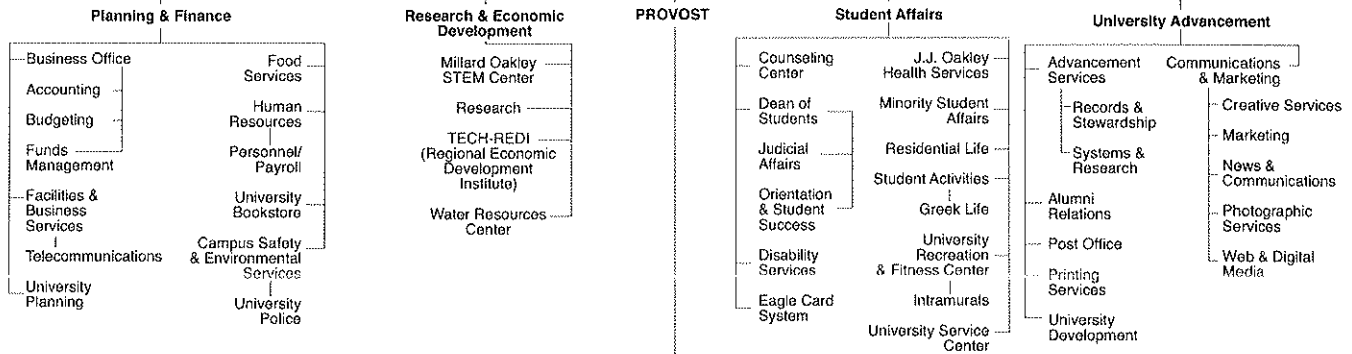 Planning & Finance
Business Office
Accounting
Budgeting
Funds
Management
Facilities &
Business
Services
Telecommunications
University
Planning
Food
Services
Human
Resources
Personnel/
Payroll
University
Bookstore
Campus Safety
& Environmental
Services
University
Police
Research & Economic
Development
Millard Oakley
STEM Center
Research
TECH-REDI
(Regional Economic
Development
Institute)
Water Resources
Center
PROVOST
Student Affairs
Counseling
Center
Dean of
Students
Judicial
Affairs
Orientation
& Student
Success
Disability
Services
Eagle Card
System
J.J. Oakley
Health Services
Minority Student
Affairs
Residential Life
Student Activities
Greek Life
University
Recreation
& Fitness Center
Intramurals
University Service
Center
University Advancement
Advancement
Services
Records &
Stewardship
Systems &
Research
Alumni
Relations
Post Office
Printing
Services
University
Development
Communications
& Marketing
Creative Services
Marketing
News &
Communications
Photographic
Services
Web & Digital
Media